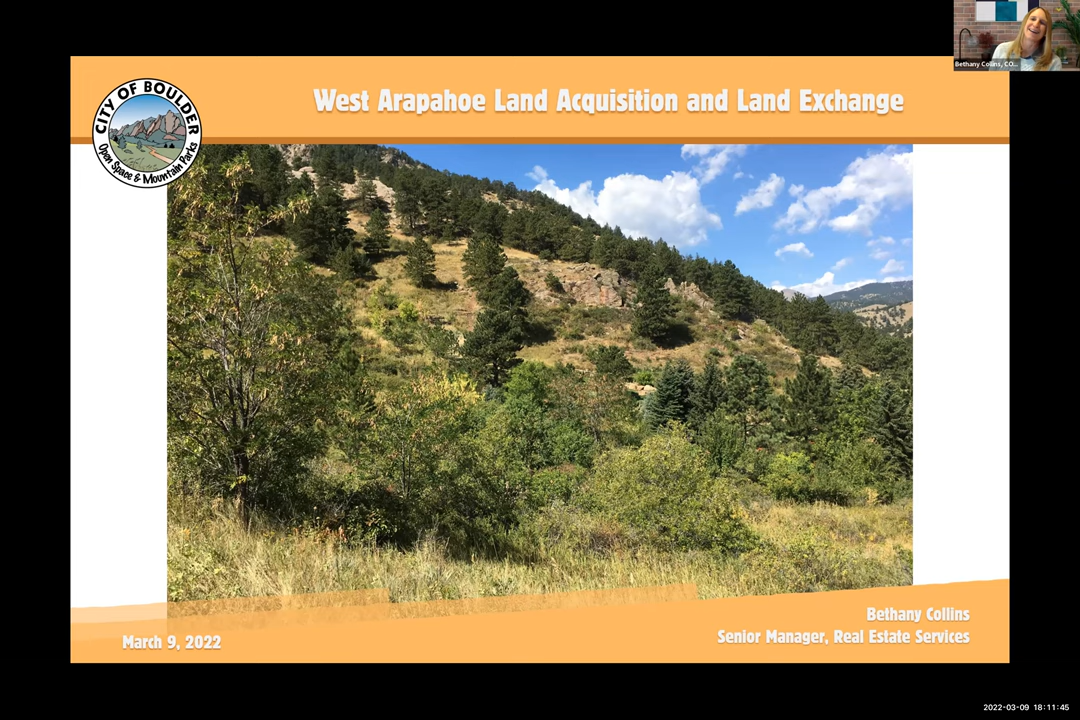 Bethany Collins, CO...
CITY OF BOULDER
Open Space & Mountain Parks
West Arapahoe Land Acquisition and Land Exchange
Bethany Collins
Senior Manager, Real Estate Services
March 9, 2022
2022-03-09 18:11:45